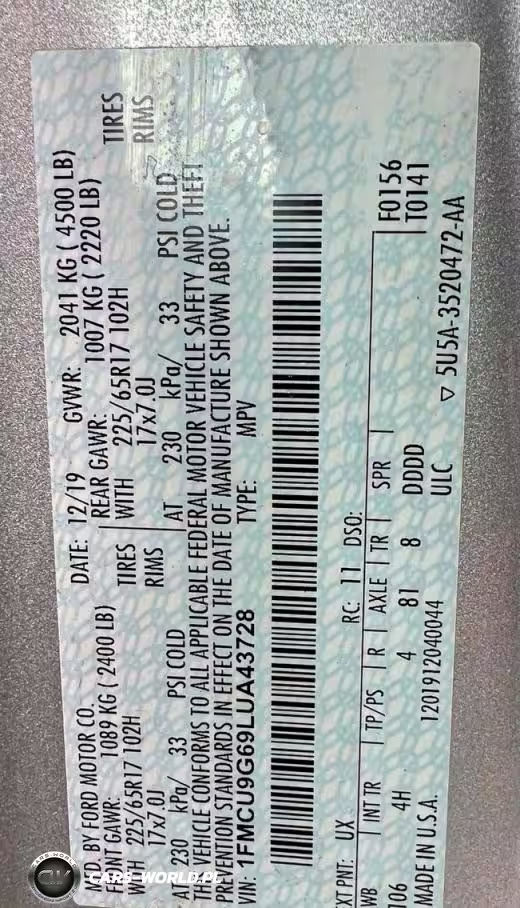 MFD. BY FORD MOTOR CO. DATE: 12/19 GVWR: 2041 KG ( 4500 LB)
FRONT GAWR: 1089 KG ( 2400 LB) REAR GAWR: 1007 KG ( 2220 LB)
WITH 225/65R17 102H TIRES WITH 225/65R17 102H TIRES
17x7.0J RIMS 17x7.0J RIMS
AT 230 kPa/ 33 PSI COLD AT 230 kPa/ 33 PSI COLD
THIS VEHICLE CONFORMS TO ALL APPLICABLE FEDERAL MOTOR VEHICLE SAFETY AND THEFT
PREVENTION STANDARDS IN EFFECT ON THE DATE OF MANUFACTURE SHOWN ABOVE.
VIN: 1FMCU9G69LUA43728 TYPE: MPV
EXT PNT: UX RC: 11 DSO:
WB INT TR TP/PS R AXLE TR SPR F0156
106 4H 4 81 8 DDDD T0141
MADE IN U.S.A. 1201912040044 ULC ▽ 5U5A-3520472-AA
CARS-WORLD
CARS-WORLD.PL